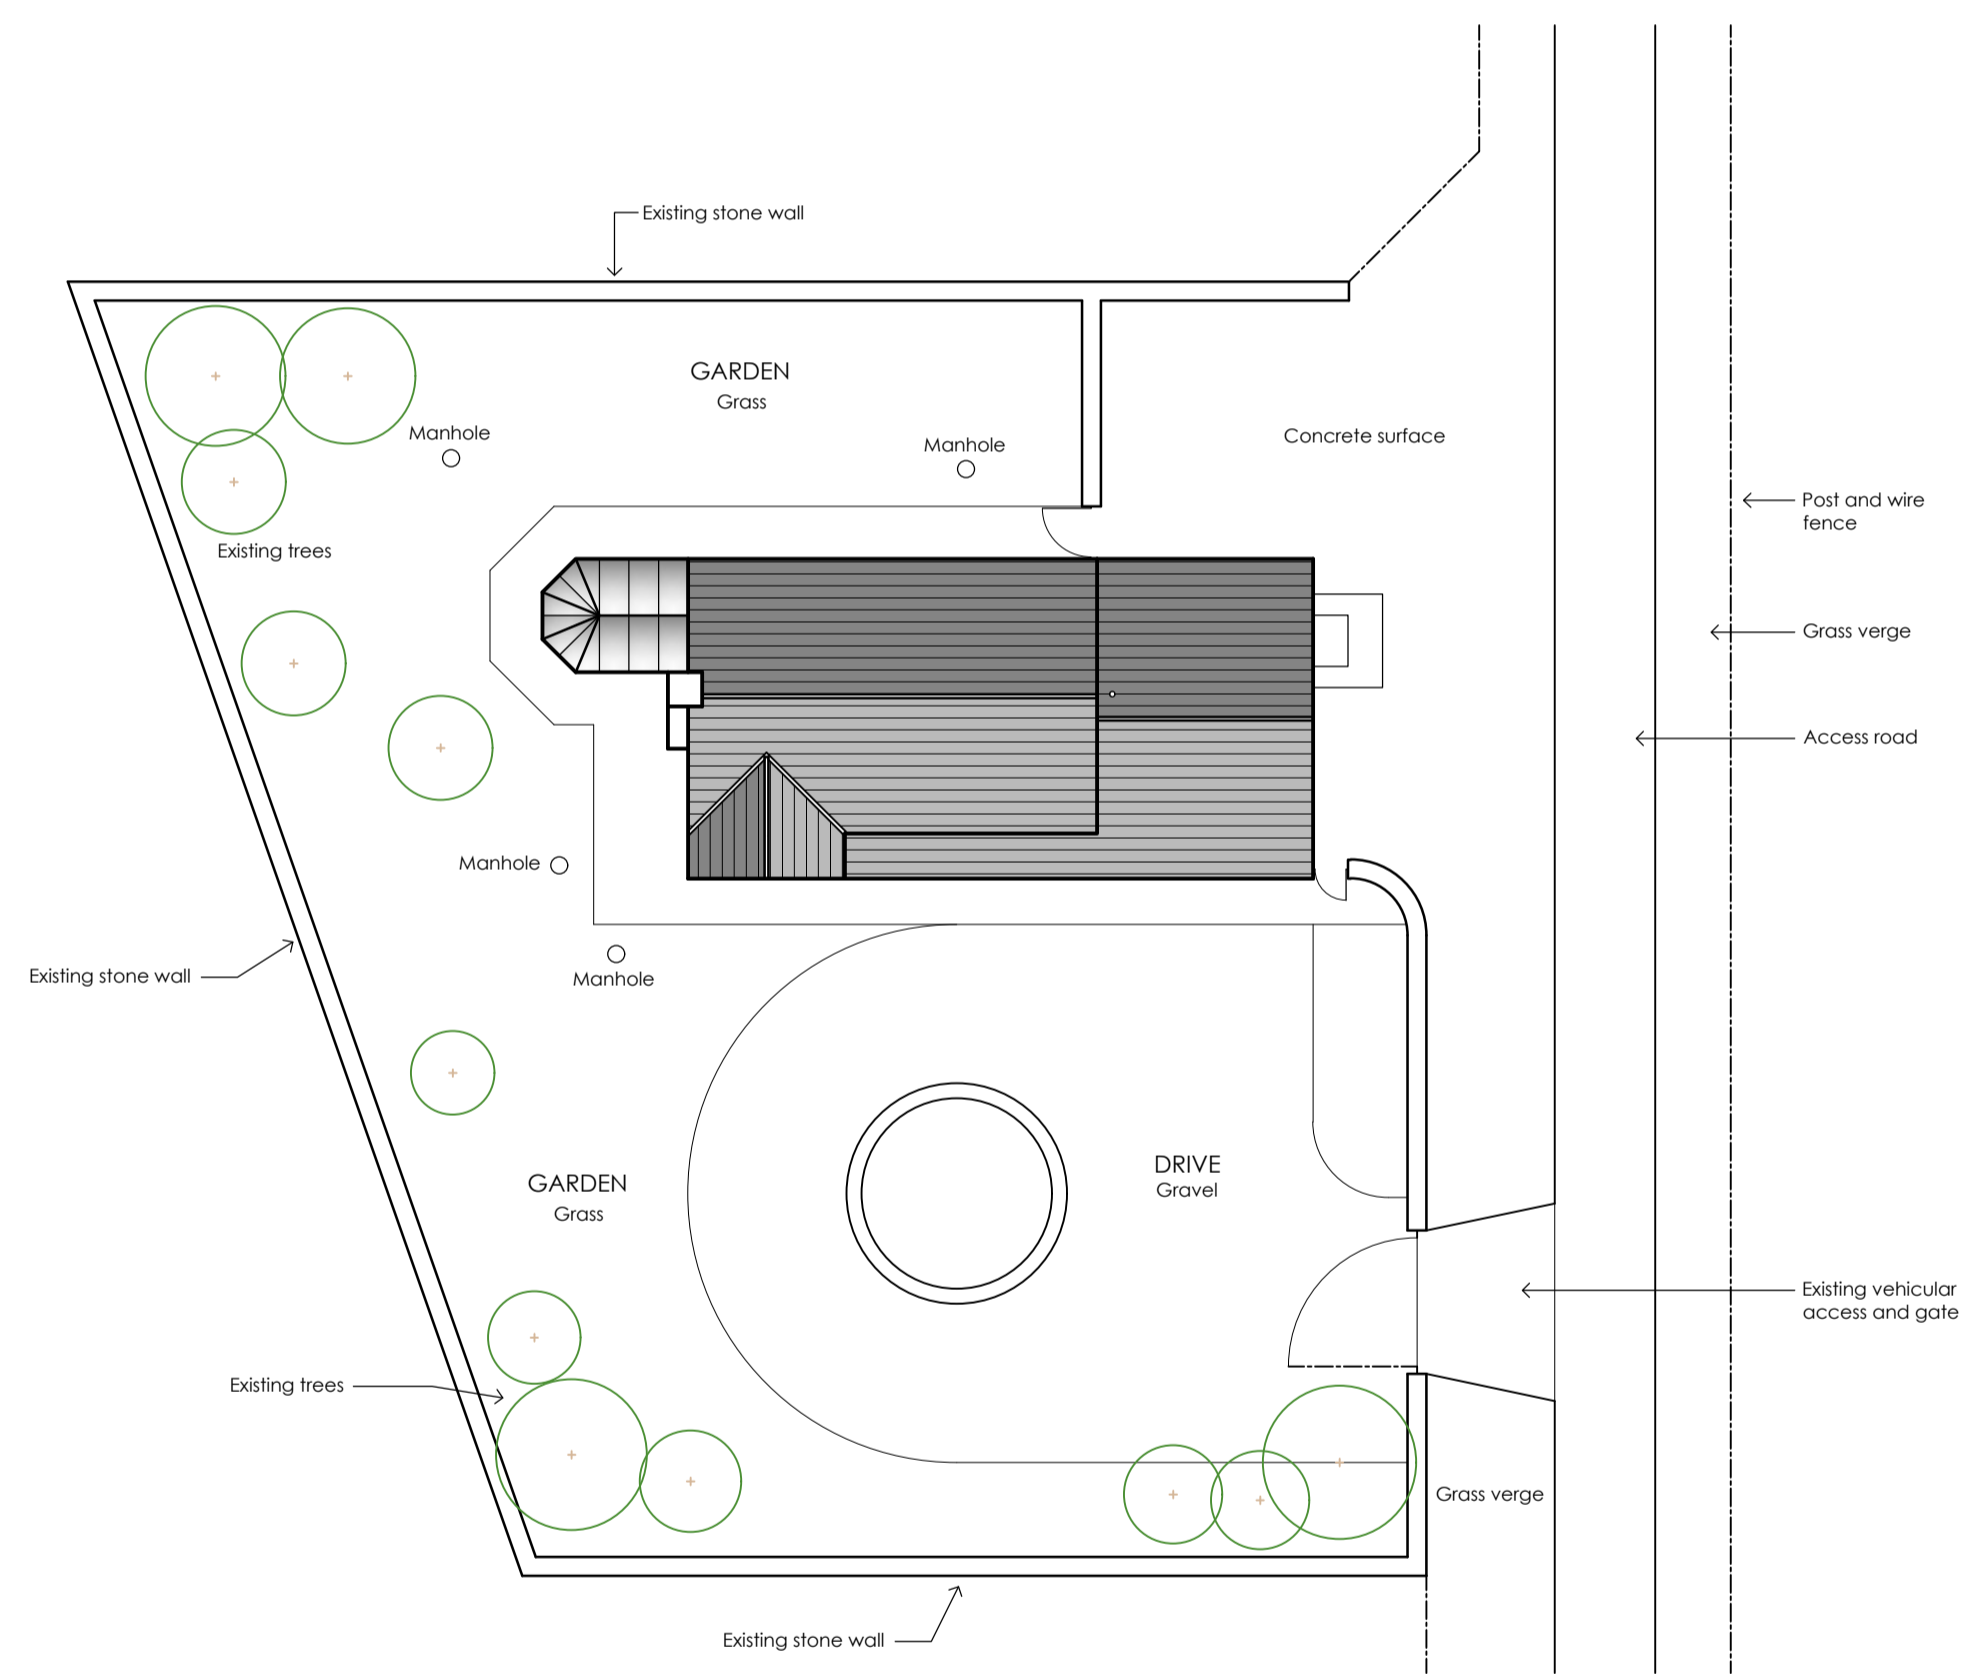 Existing stone wall
GARDEN
Grass
Manhole
Manhole
Concrete surface
Post and wire
fence
Existing trees
Grass verge
Access road
Manhole
Existing stone wall
Manhole
DRIVE
Gravel
GARDEN
Grass
Existing vehicular
access and gate
Existing trees
Grass verge
Existing stone wall